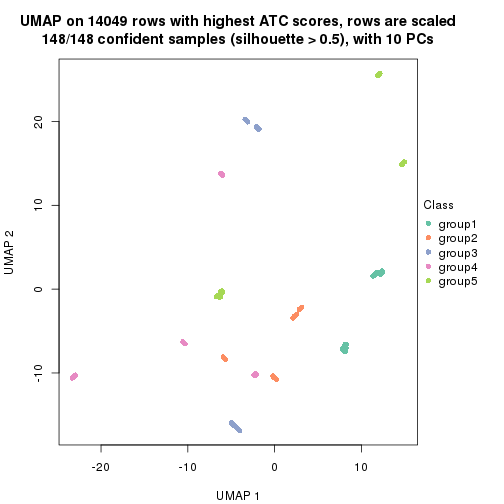 UMAP on 14049 rows with highest ATC scores, rows are scaled
148/148 confident samples (silhouette > 0.5), with 10 PCs
20
10
0
-10
UMAP 2
-20
-10
0
10
UMAP 1
Class
group1
group2
group3
group4
group5